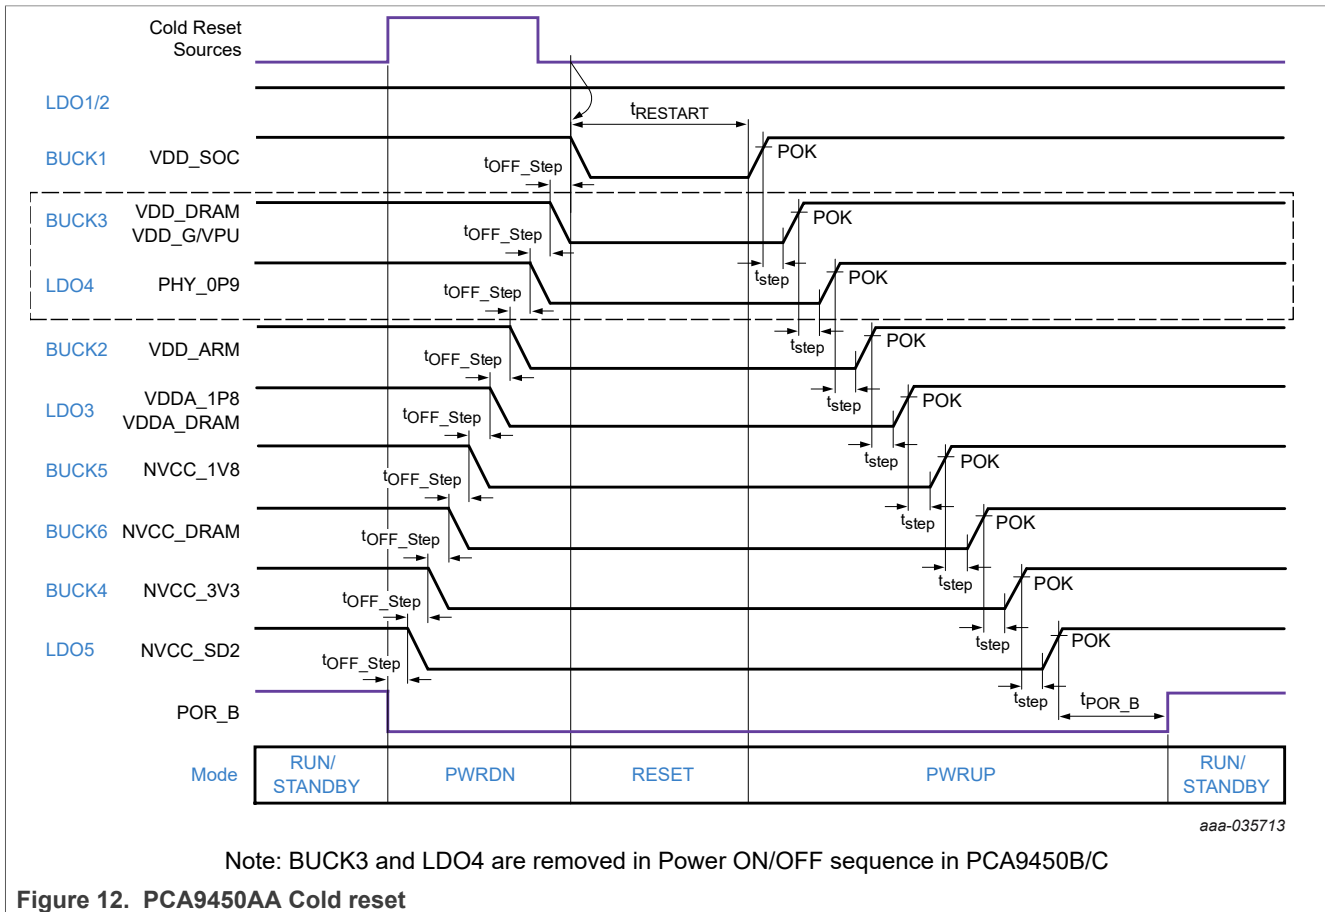 Cold Reset
Sources
LDO1/2
tRESTART
BUCK1 VDD_SOC
POK
tOFF_Step
BUCK3 VDD_DRAM
VDD_G/VPU
POK
tOFF_Step
tstep
LDO4 PHY_0P9
POK
tOFF_Step
tstep
BUCK2 VDD_ARM
POK
tOFF_Step
tstep
LDO3 VDDA_1P8
VDDA_DRAM
POK
tOFF_Step
tstep
BUCK5 NVCC_1V8
POK
tOFF_Step
tstep
BUCK6 NVCC_DRAM
POK
tOFF_Step
tstep
BUCK4 NVCC_3V3
POK
tOFF_Step
tstep
LDO5 NVCC_SD2
POK
tOFF_Step
tstep
tPOR_B
POR_B
Mode
RUN/
STANDBY
PWRDN
RESET
PWRUP
RUN/
STANDBY
aaa-035713
Note: BUCK3 and LDO4 are removed in Power ON/OFF sequence in PCA9450B/C
Figure 12. PCA9450AA Cold reset